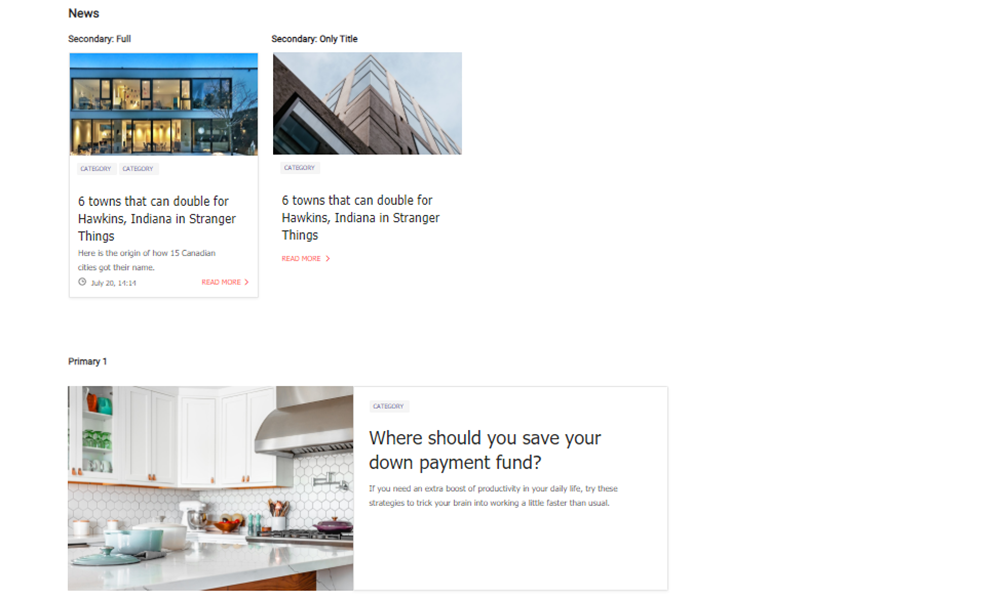 News
Secondary: Full
Secondary: Only Title
CATEGORY CATEGORY
6 towns that can double for
Hawkins, Indiana in Stranger
Things
Here is the origin of how 15 Canadian
cities got their name.
July 20, 14:14 READ MORE
CATEGORY
6 towns that can double for
Hawkins, Indiana in Stranger
Things
READ MORE
Primary 1
CATEGORY
Where should you save your
down payment fund?
If you need an extra boost of productivity in your daily life, try these
strategies to trick your brain into working a little faster than usual.